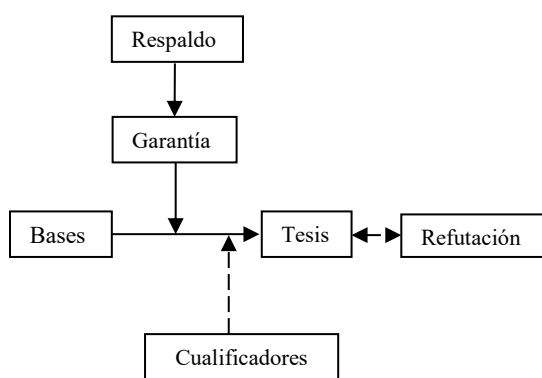 Respaldo
Garantía
Bases
Tesis
Refutación
Cualificadores